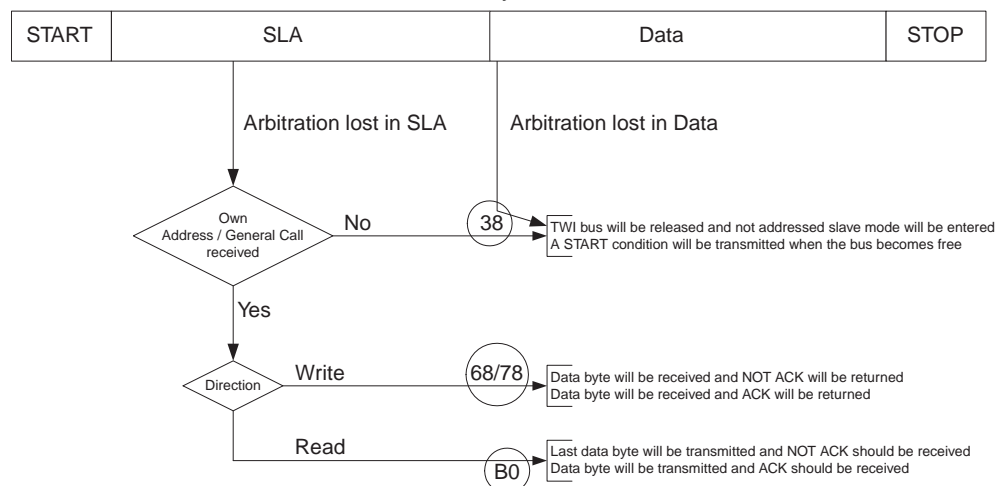 START SLA Data STOP
Arbitration lost in SLA Arbitration lost in Data
Own
Address / General Call
received
No
38
TWI bus will be released and not addressed slave mode will be entered
A START condition will be transmitted when the bus becomes free
Yes
Direction
Write
68/78
Data byte will be received and NOT ACK will be returned
Data byte will be received and ACK will be returned
Read
B0
Last data byte will be transmitted and NOT ACK should be received
Data byte will be transmitted and ACK should be received